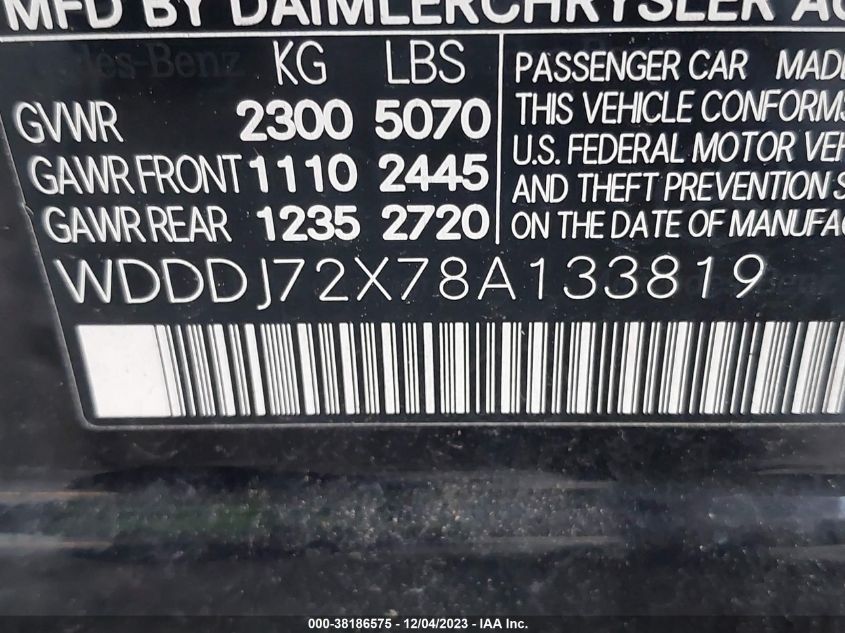 MFD BY DAIMLERCHRYSLER AG
KG LBS
GVWR 2300 5070
GAWR FRONT 1110 2445
GAWR REAR 1235 2720
PASSENGER CAR MADE
THIS VEHICLE CONFORMS
U.S. FEDERAL MOTOR VEH
AND THEFT PREVENTION S
ON THE DATE OF MANUFA
WDDDJ72X78A133819
000-38186575 - 12/04/2023 - IAA Inc.